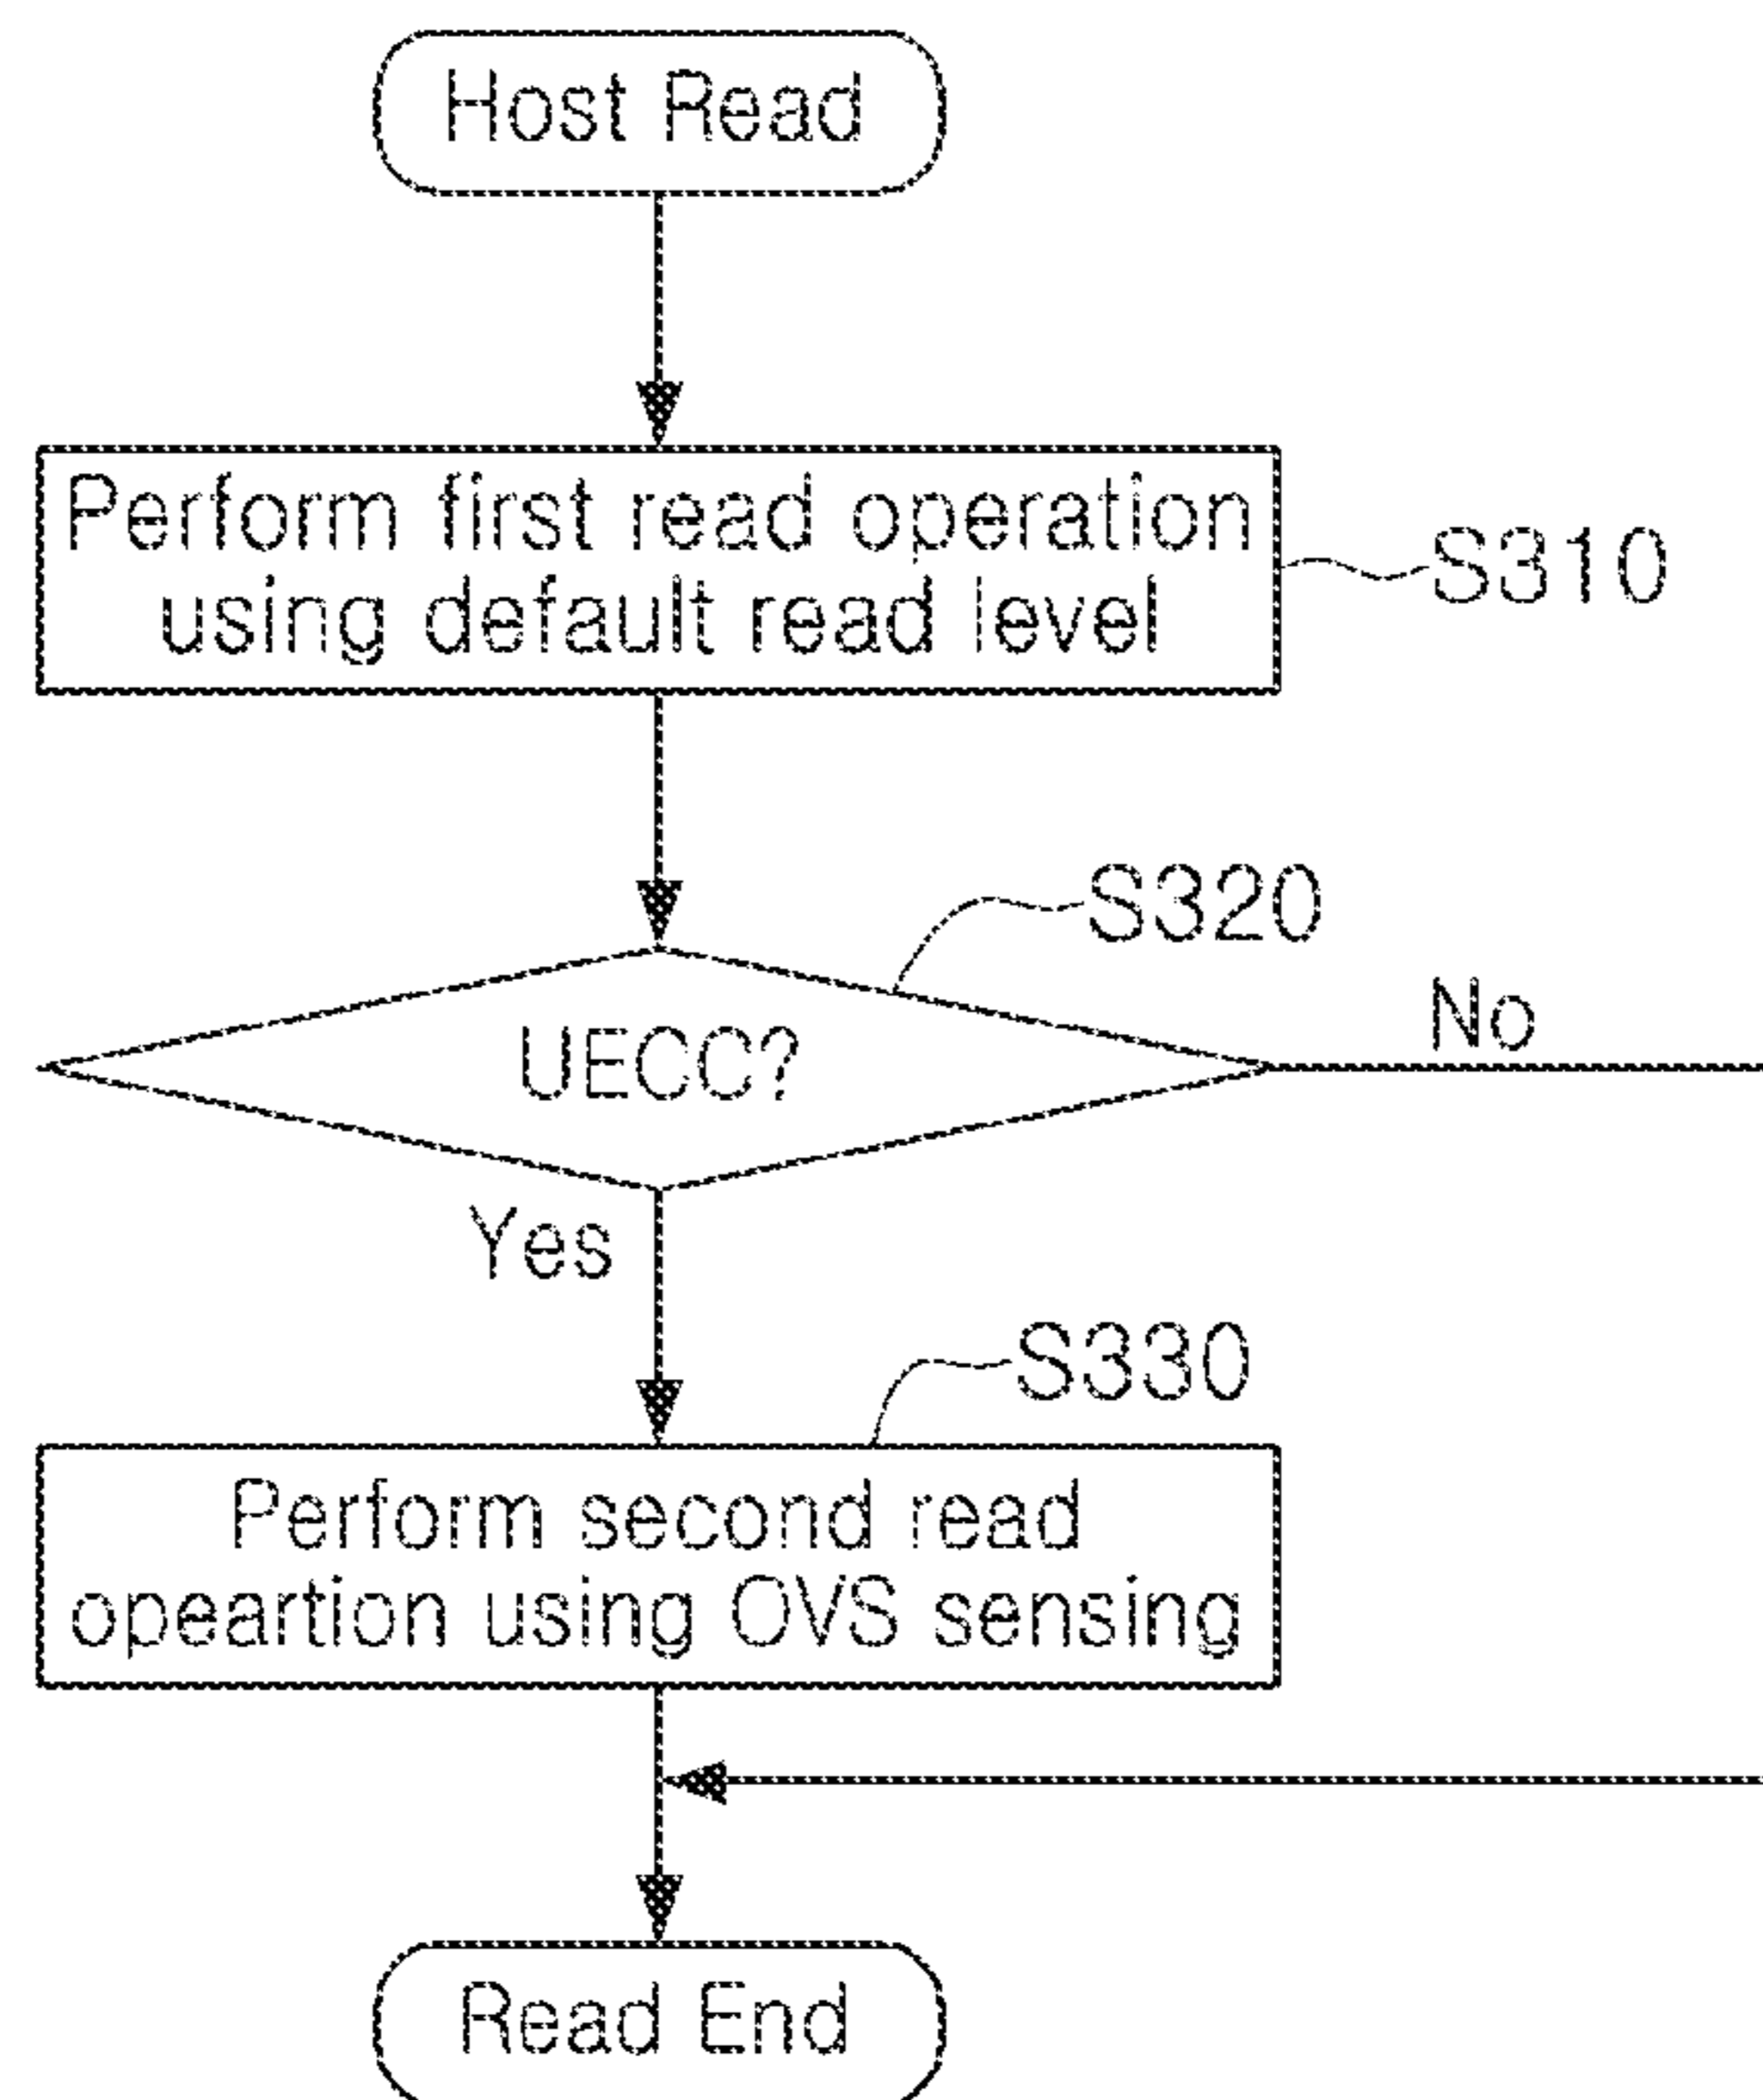 Host Read
Perform first read operation
using default read level
S310
S320
UECC?
No
Yes
S330
Perform second read
opeartion using OVS sensing
Read End